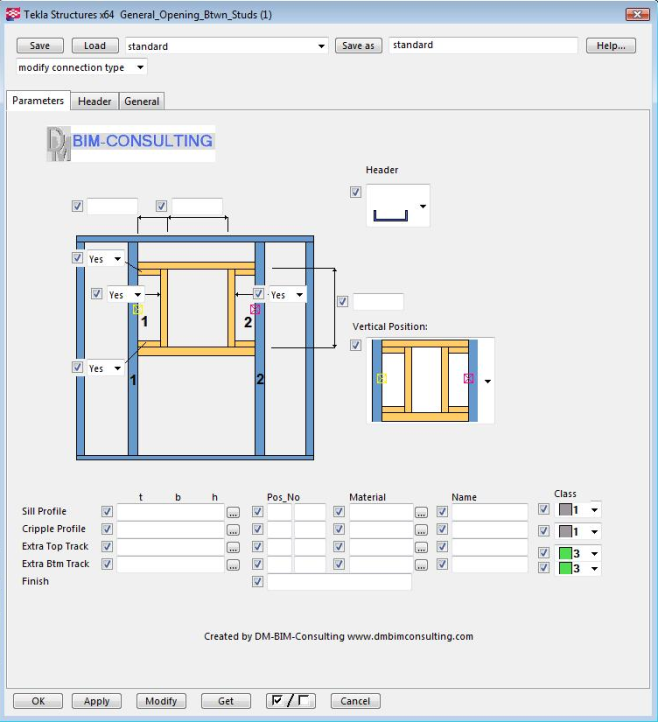 Tekla Structures x64 General_Opening_Btwn_Studs (1)
Save Load standard Save as standard Help...
modify connection type
Parameters Header General
DM BIM-CONSULTING
Header
Yes
Yes Yes
1 2
Vertical Position:
Yes
1 2
t b h Pos_No Material Name Class
Sill Profile ... ... 1
Cripple Profile ... ... 1
Extra Top Track ... ... 3
Extra Btm Track ... ... 3
Finish
Created by DM-BIM-Consulting www.dmbimconsulting.com
OK Apply Modify Get / Cancel